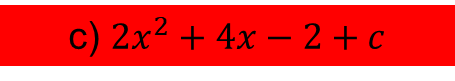 c) 2x² + 4x − 2 + c